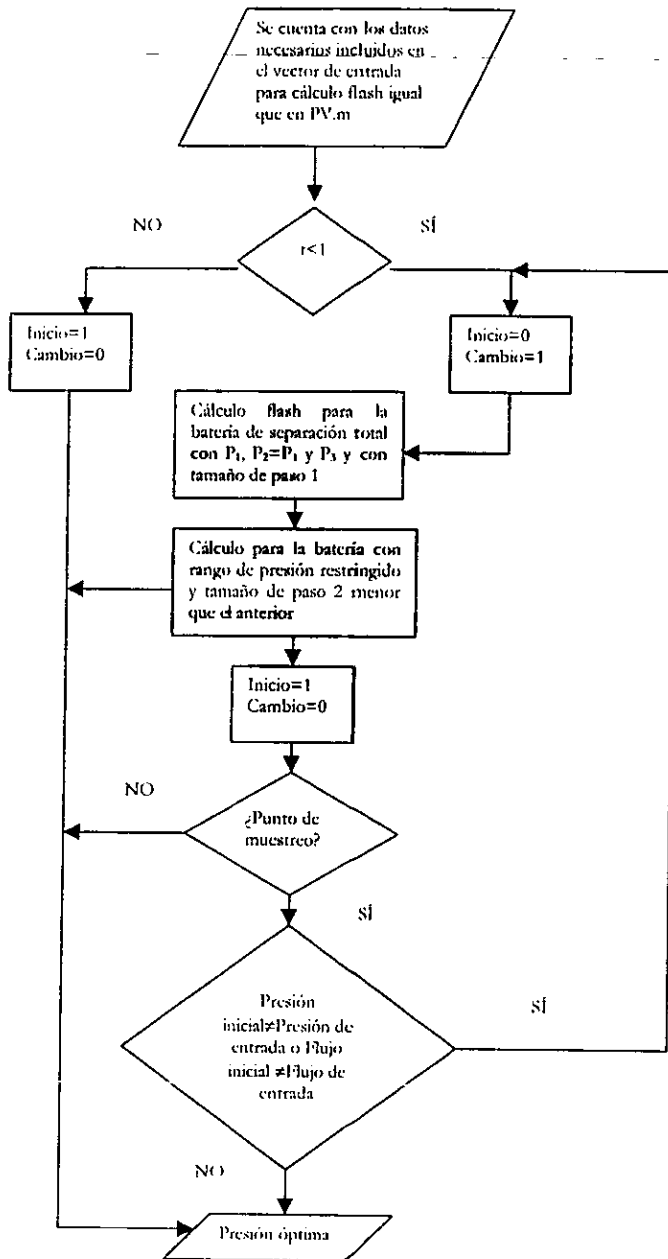 Se cuenta con los datos
necesarios incluidos en
el vector de entrada
para cálculo flash igual
que en PV.m
NO
SÍ
r<1
Inicio=1
Cambio=0
Inicio=0
Cambio=1
Cálculo flash para la
batería de separación total
con P₁, P₂=P₁ y P₃ y con
tamaño de paso 1
Cálculo para la batería con
rango de presión restringido
y tamaño de paso 2 menor
que el anterior
Inicio=1
Cambio=0
NO
¿Punto de
muestreo?
SÍ
Presión
inicial≠Presión de
entrada o Flujo
inicial ≠Flujo de
entrada
SÍ
NO
Presión óptima